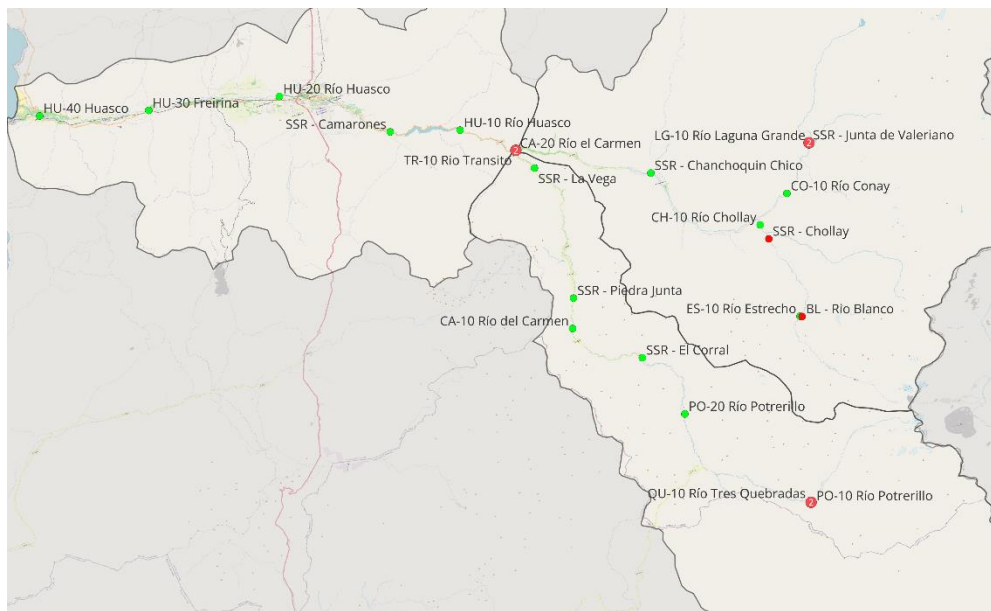 HU-20 Río Huasco
HU-40 Huasco
HU-30 Freirina
SSR - Camarones
HU-10 Río Huasco
LG-10 Río Laguna Grande
2
SSR - Junta de Valeriano
CA-20 Río el Carmen
2
TR-10 Rio Transito
SSR - Chanchoquin Chico
SSR - La Vega
CO-10 Río Conay
CH-10 Río Chollay
SSR - Chollay
SSR - Piedra Junta
ES-10 Río Estrecho
BL - Rio Blanco
CA-10 Río del Carmen
SSR - El Corral
PO-20 Río Potrerillo
QU-10 Río Tres Quebradas
2
PO-10 Río Potrerillo